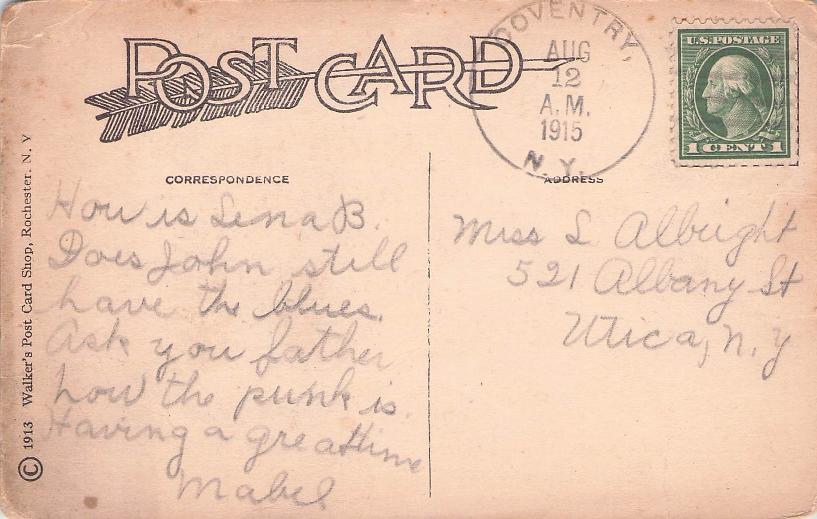 POST CARD
COVENTRY,
AUG
12
A.M.
1915
N.Y.
U.S. POSTAGE
1 CENT 1
CORRESPONDENCE
ADDRESS
How is Lena B.
Does John still
have the blues.
Ask you father
how the punk is.
Having a great time
Mabel
Miss L Albright
521 Albany St
Utica, N.Y
© 1913 Walker's Post Card Shop, Rochester. N. Y